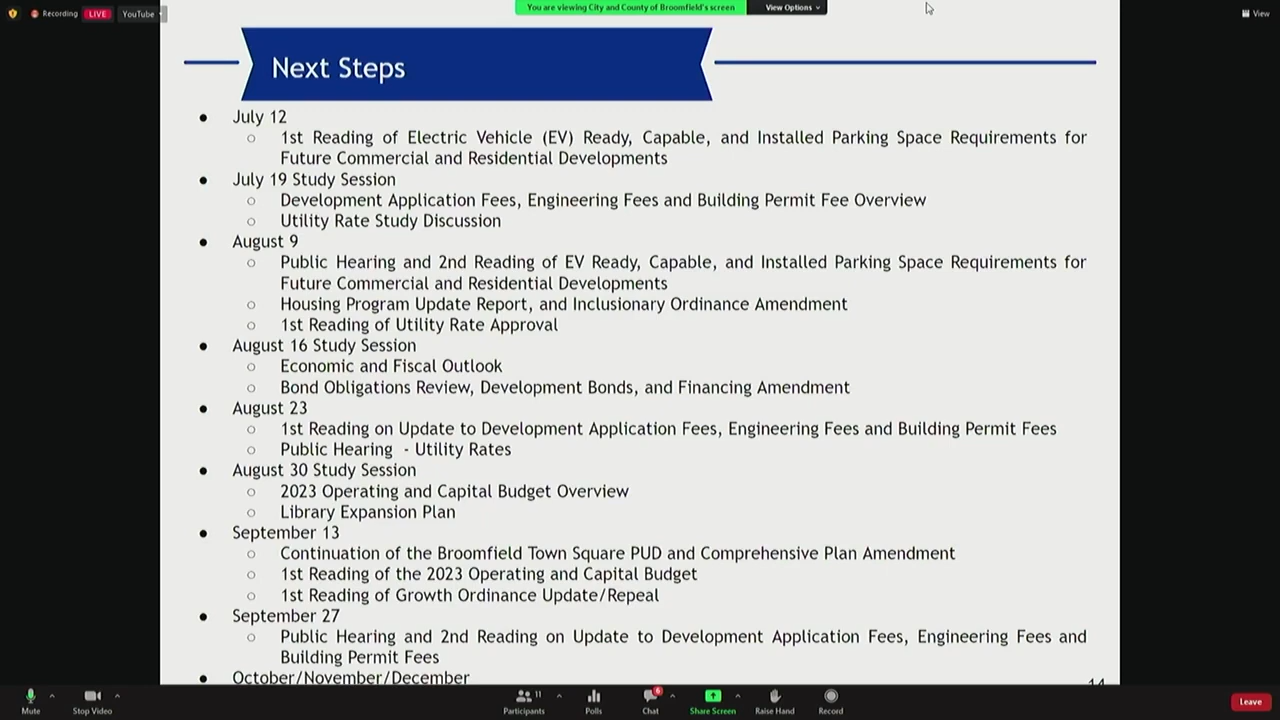 Recording LIVE YouTube You are viewing City and County of Broomfield's screen View Options View
Next Steps
● July 12
○ 1st Reading of Electric Vehicle (EV) Ready, Capable, and Installed Parking Space Requirements for
Future Commercial and Residential Developments
● July 19 Study Session
○ Development Application Fees, Engineering Fees and Building Permit Fee Overview
○ Utility Rate Study Discussion
● August 9
○ Public Hearing and 2nd Reading of EV Ready, Capable, and Installed Parking Space Requirements for
Future Commercial and Residential Developments
○ Housing Program Update Report, and Inclusionary Ordinance Amendment
○ 1st Reading of Utility Rate Approval
● August 16 Study Session
○ Economic and Fiscal Outlook
○ Bond Obligations Review, Development Bonds, and Financing Amendment
● August 23
○ 1st Reading on Update to Development Application Fees, Engineering Fees and Building Permit Fees
○ Public Hearing - Utility Rates
● August 30 Study Session
○ 2023 Operating and Capital Budget Overview
○ Library Expansion Plan
● September 13
○ Continuation of the Broomfield Town Square PUD and Comprehensive Plan Amendment
○ 1st Reading of the 2023 Operating and Capital Budget
○ 1st Reading of Growth Ordinance Update/Repeal
● September 27
○ Public Hearing and 2nd Reading on Update to Development Application Fees, Engineering Fees and
Building Permit Fees
● October/November/December
14
11 6
Mute Stop Video Participants Polls Chat Share Screen Raise Hand Record Leave